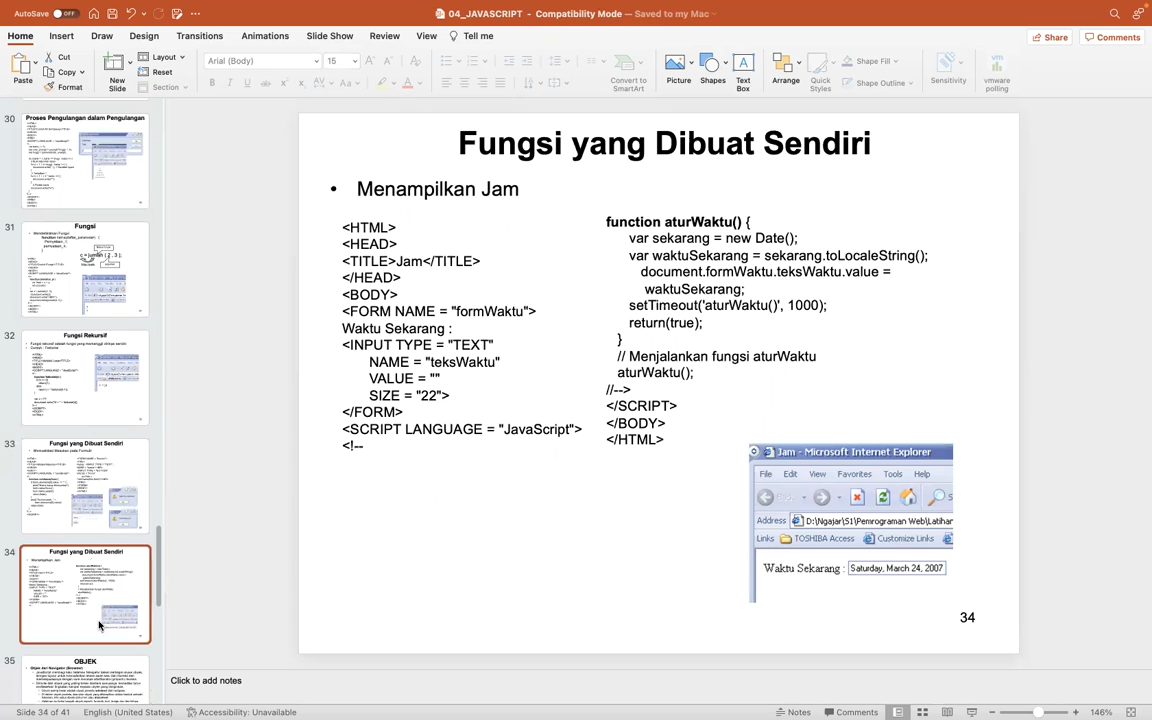 AutoSave OFF 04_JAVASCRIPT - Compatibility Mode — Saved to my Mac
Home Insert Draw Design Transitions Animations Slide Show Review View Tell me Share Comments
Paste Cut Copy Format New Slide Layout Reset Section Arial (Body) 15 Convert to SmartArt Picture Shapes Text Box Arrange Quick Styles Shape Fill Shape Outline Sensitivity vmware polling
30 Proses Pengulangan dalam Pengulangan
31 Fungsi
32 Fungsi Rekursif
33 Fungsi yang Dibuat Sendiri
34 Fungsi yang Dibuat Sendiri
Menampilkan Jam
35 OBJEK
Fungsi yang Dibuat Sendiri
• Menampilkan Jam
<HTML>
<HEAD>
<TITLE>Jam</TITLE>
</HEAD>
<BODY>
<FORM NAME = "formWaktu">
Waktu Sekarang :
<INPUT TYPE = "TEXT"
NAME = "teksWaktu"
VALUE = ""
SIZE = "22">
</FORM>
<SCRIPT LANGUAGE = "JavaScript">
<!--
function aturWaktu() {
var sekarang = new Date();
var waktuSekarang = sekarang.toLocaleString();
document.formWaktu.teksWaktu.value =
waktuSekarang;
setTimeout('aturWaktu()', 1000);
return(true);
}
// Menjalankan fungsi aturWaktu
aturWaktu();
//-->
</SCRIPT>
</BODY>
</HTML>
Jam - Microsoft Internet Explorer
File Edit View Favorites Tools Help
Address D:\Ngajar\S1\Pemrograman Web\Latihan
Links TOSHIBA Access Customize Links
Waktu Sekarang : Saturday, March 24, 2007
34
Click to add notes
Slide 34 of 41 English (United States) Accessibility: Unavailable Notes Comments 146%